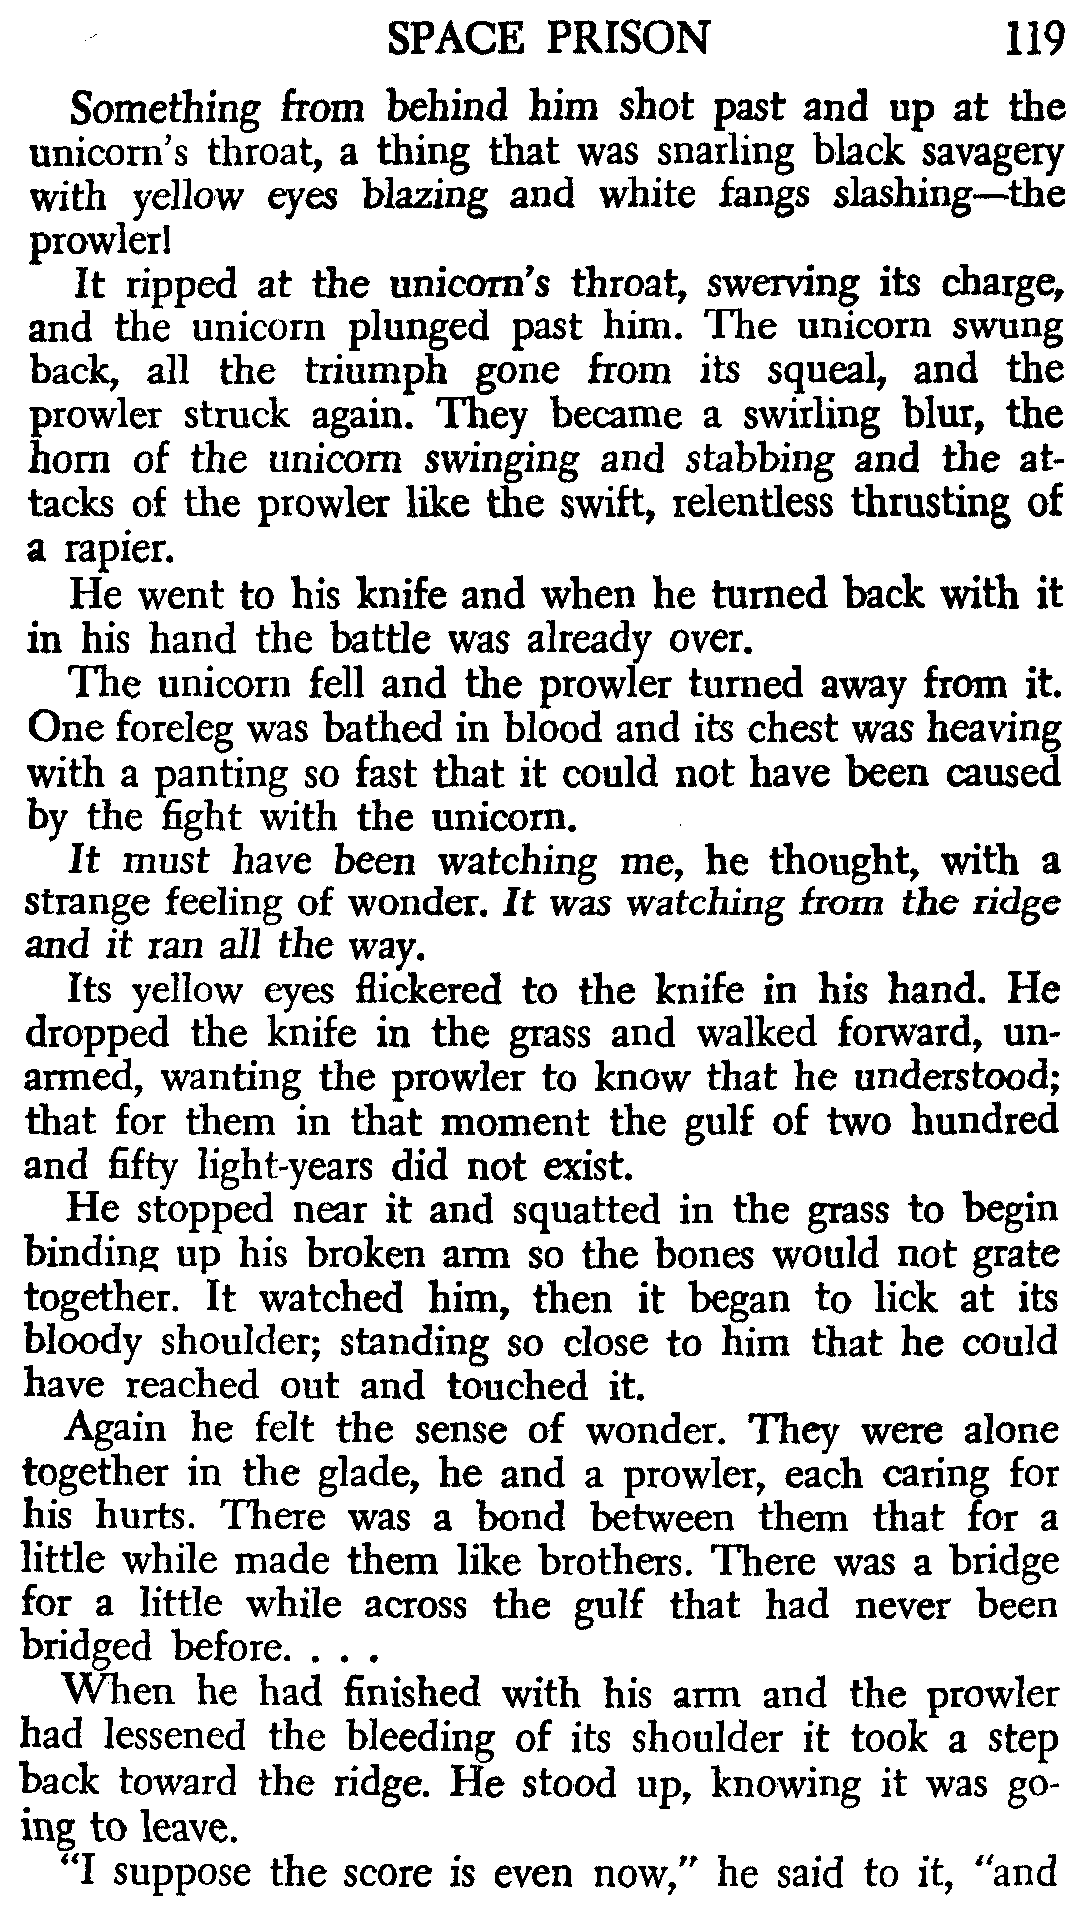 SPACE PRISON 119
Something from behind him shot past and up at the
unicorn's throat, a thing that was snarling black savagery
with yellow eyes blazing and white fangs slashing—the
prowler!
It ripped at the unicorn's throat, swerving its charge,
and the unicorn plunged past him. The unicorn swung
back, all the triumph gone from its squeal, and the
prowler struck again. They became a swirling blur, the
horn of the unicorn swinging and stabbing and the at-
tacks of the prowler like the swift, relentless thrusting of
a rapier.
He went to his knife and when he turned back with it
in his hand the battle was already over.
The unicorn fell and the prowler turned away from it.
One foreleg was bathed in blood and its chest was heaving
with a panting so fast that it could not have been caused
by the fight with the unicorn.
It must have been watching me, he thought, with a
strange feeling of wonder. It was watching from the ridge
and it ran all the way.
Its yellow eyes flickered to the knife in his hand. He
dropped the knife in the grass and walked forward, un-
armed, wanting the prowler to know that he understood;
that for them in that moment the gulf of two hundred
and fifty light-years did not exist.
He stopped near it and squatted in the grass to begin
binding up his broken arm so the bones would not grate
together. It watched him, then it began to lick at its
bloody shoulder; standing so close to him that he could
have reached out and touched it.
Again he felt the sense of wonder. They were alone
together in the glade, he and a prowler, each caring for
his hurts. There was a bond between them that for a
little while made them like brothers. There was a bridge
for a little while across the gulf that had never been
bridged before. . . .
When he had finished with his arm and the prowler
had lessened the bleeding of its shoulder it took a step
back toward the ridge. He stood up, knowing it was go-
ing to leave.
"I suppose the score is even now," he said to it, "and